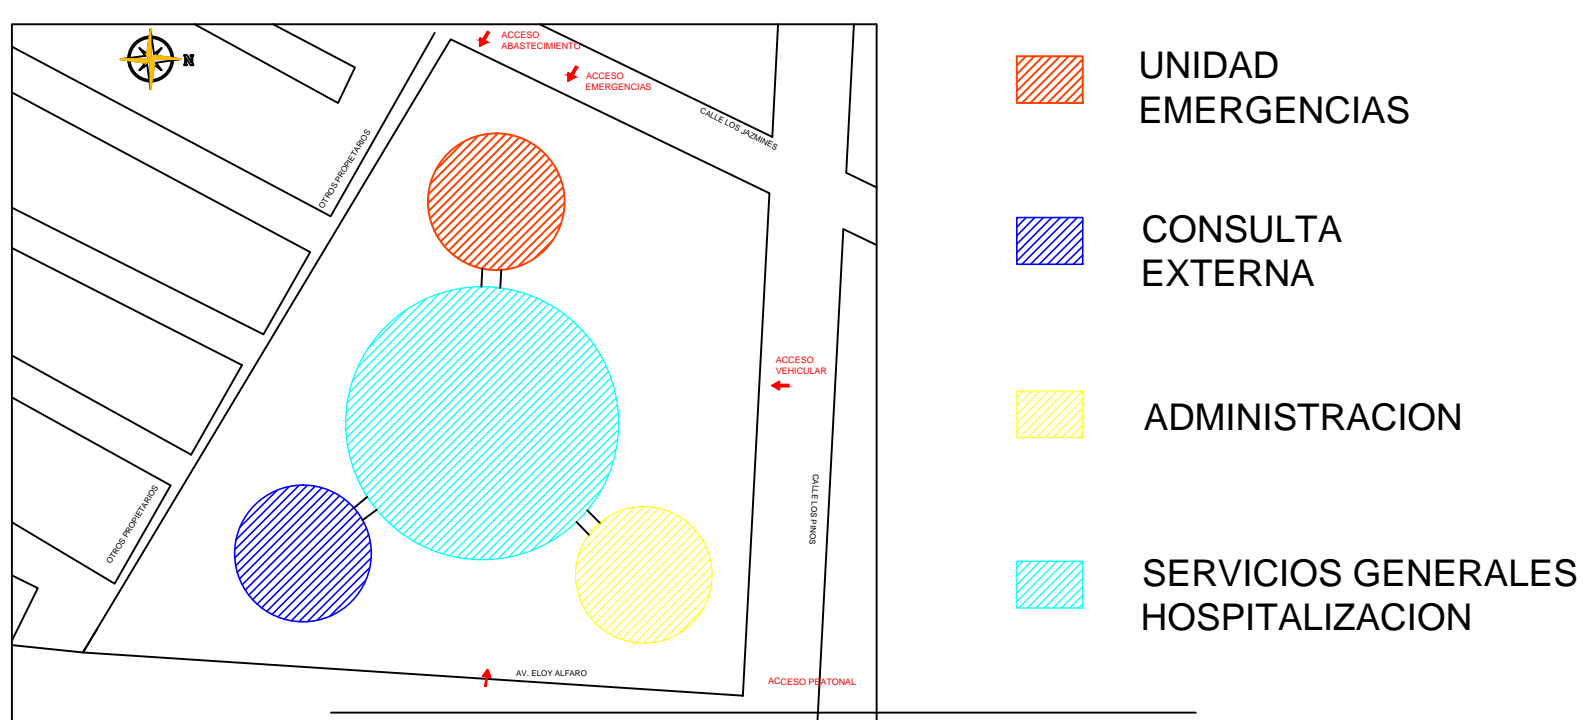 ACCESO
ABASTECIMIENTO
ACCESO
EMERGENCIAS
N
CALLE LOS JAZMINES
OTROS PROPIETARIOS
ACCESO
VEHICULAR
CALLE LOS PINOS
OTROS PROPIETARIOS
AV. ELOY ALFARO
ACCESO PEATONAL
UNIDAD
EMERGENCIAS
CONSULTA
EXTERNA
ADMINISTRACION
SERVICIOS GENERALES
HOSPITALIZACION